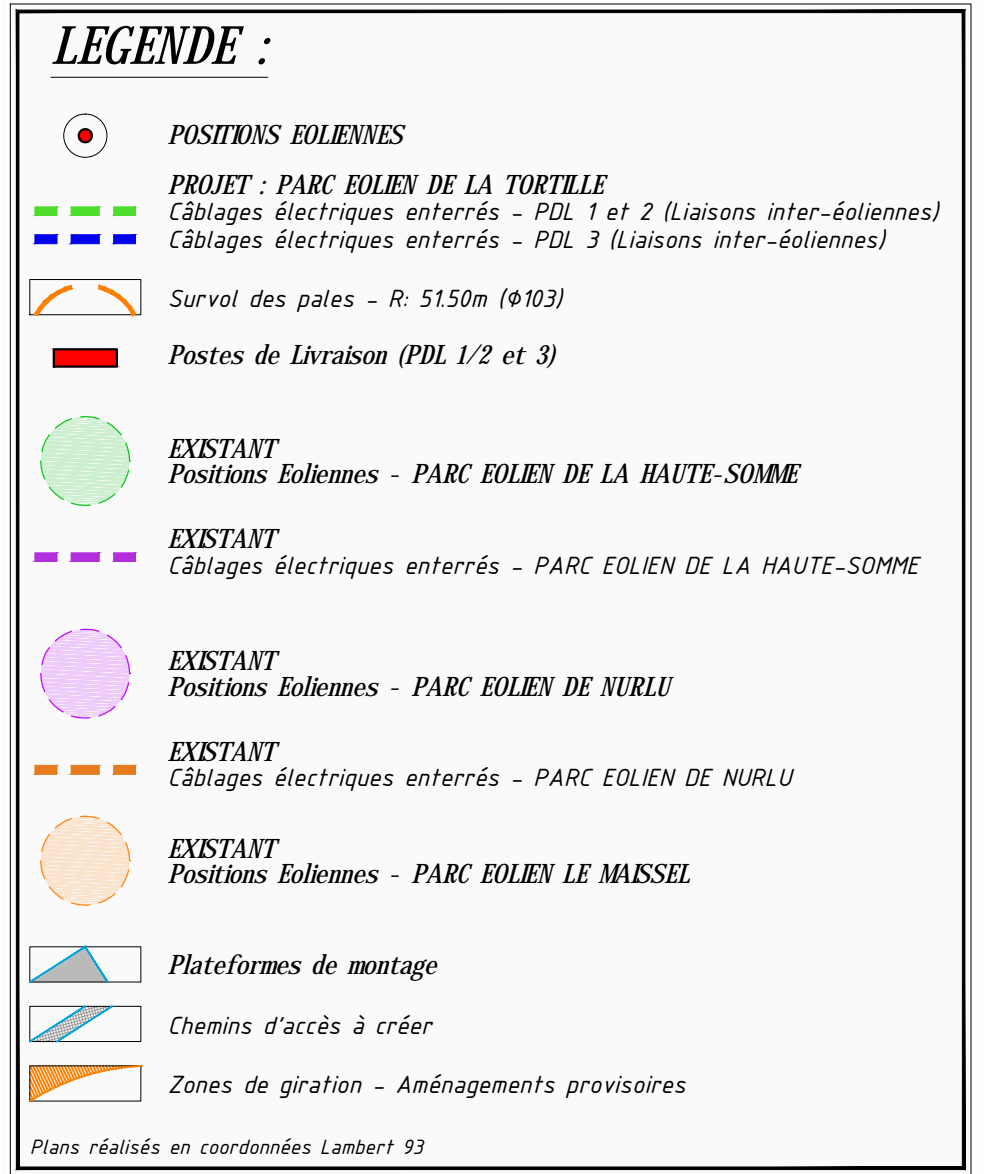 LEGENDE :
POSITIONS EOLIENNES
PROJET : PARC EOLIEN DE LA TORTILLE
Câblages électriques enterrés - PDL 1 et 2 (Liaisons inter-éoliennes)
Câblages électriques enterrés - PDL 3 (Liaisons inter-éoliennes)
Survol des pales - R: 51.50m (Φ103)
Postes de Livraison (PDL 1/2 et 3)
EXISTANT
Positions Eoliennes - PARC EOLIEN DE LA HAUTE-SOMME
EXISTANT
Câblages électriques enterrés - PARC EOLIEN DE LA HAUTE-SOMME
EXISTANT
Positions Eoliennes - PARC EOLIEN DE NURLU
EXISTANT
Câblages électriques enterrés - PARC EOLIEN DE NURLU
EXISTANT
Positions Eoliennes - PARC EOLIEN LE MAISSEL
Plateformes de montage
Chemins d'accès à créer
Zones de giration - Aménagements provisoires
Plans réalisés en coordonnées Lambert 93